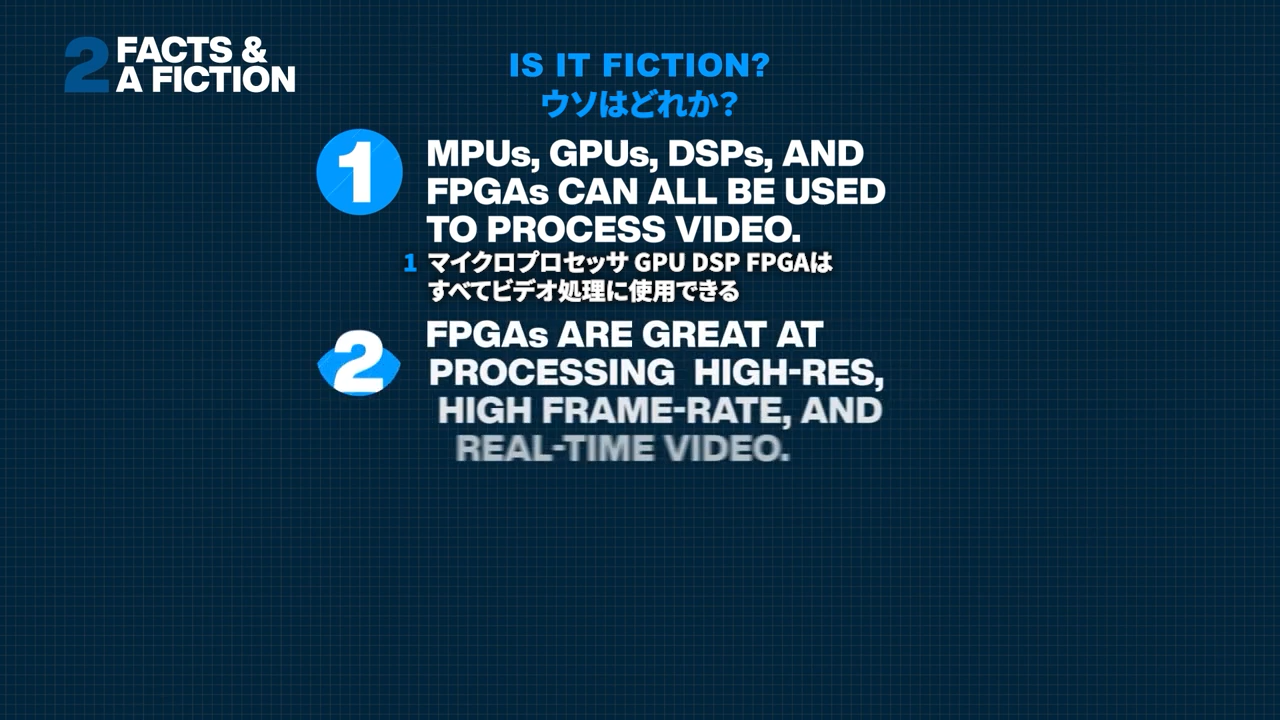 2 FACTS &
A FICTION
IS IT FICTION?
ウソはどれか?
1 MPUs, GPUs, DSPs, AND
FPGAs CAN ALL BE USED
TO PROCESS VIDEO.
1 マイクロプロセッサ GPU DSP FPGAは
すべてビデオ処理に使用できる
2 FPGAs ARE GREAT AT
PROCESSING HIGH-RES,
HIGH FRAME-RATE, AND
REAL-TIME VIDEO.